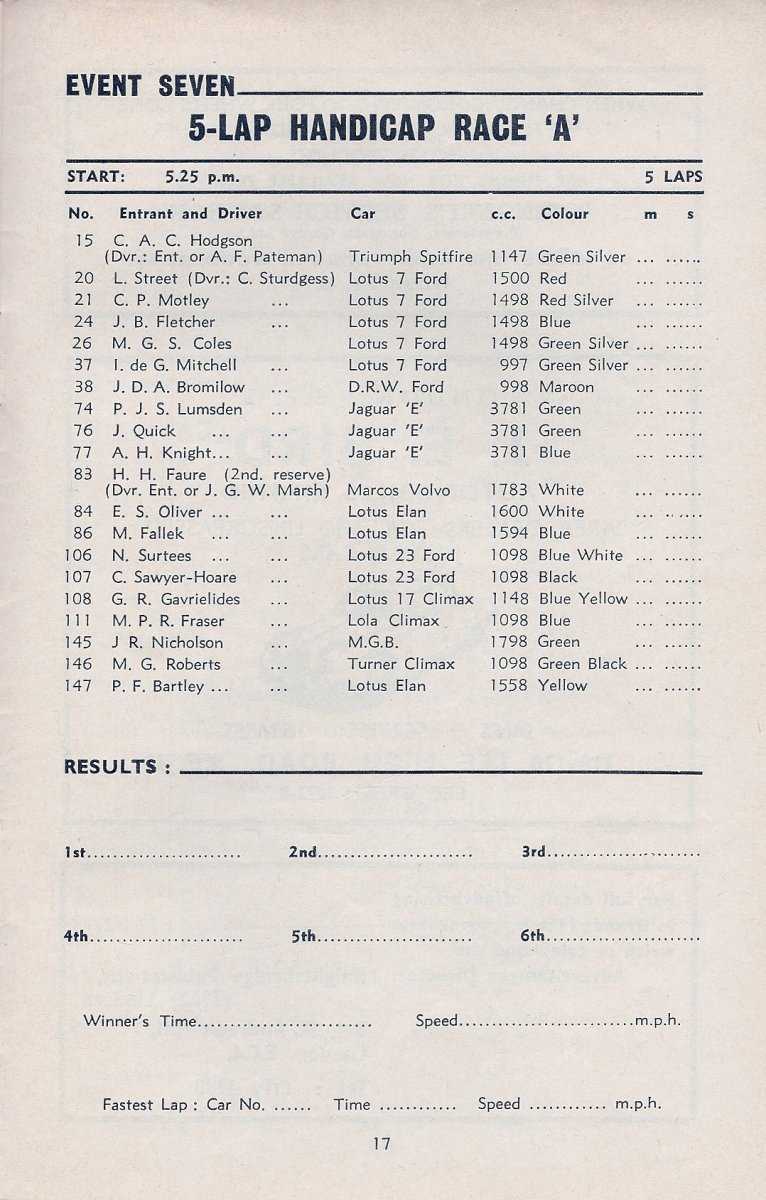 EVENT SEVEN
5-LAP HANDICAP RACE ‘A’
START: 5.25 p.m. 5 LAPS
No. Entrant and Driver Car c.c. Colour m s
15 C. A. C. Hodgson
(Dvr.: Ent. or A. F. Pateman) Triumph Spitfire 1147 Green Silver ... ......
20 L. Street (Dvr.: C. Sturdgess) Lotus 7 Ford 1500 Red ... ......
21 C. P. Motley ... Lotus 7 Ford 1498 Red Silver ... ......
24 J. B. Fletcher ... Lotus 7 Ford 1498 Blue ... ......
26 M. G. S. Coles Lotus 7 Ford 1498 Green Silver ... ......
37 I. de G. Mitchell ... Lotus 7 Ford 997 Green Silver ... ......
38 J. D. A. Bromilow ... D.R.W. Ford 998 Maroon ... ......
74 P. J. S. Lumsden ... Jaguar ‘E’ 3781 Green ... ......
76 J. Quick ... ... Jaguar ‘E’ 3781 Green ... ......
77 A. H. Knight... ... Jaguar ‘E’ 3781 Blue ... ......
83 H. H. Faure (2nd. reserve)
(Dvr. Ent. or J. G. W. Marsh) Marcos Volvo 1783 White ... ......
84 E. S. Oliver ... ... Lotus Elan 1600 White ... ......
86 M. Fallek ... ... Lotus Elan 1594 Blue ... ......
106 N. Surtees ... ... Lotus 23 Ford 1098 Blue White ... ......
107 C. Sawyer-Hoare ... Lotus 23 Ford 1098 Black ... ......
108 G. R. Gavrielides ... Lotus 17 Climax 1148 Blue Yellow ... ......
111 M. P. R. Fraser ... Lola Climax 1098 Blue ... ......
145 J R. Nicholson ... M.G.B. 1798 Green ... ......
146 M. G. Roberts ... Turner Climax 1098 Green Black ... ......
147 P. F. Bartley ... ... Lotus Elan 1558 Yellow ... ......
RESULTS :
1st........................ 2nd........................ 3rd........................
4th........................ 5th........................ 6th........................
Winner's Time........................... Speed...........................m.p.h.
Fastest Lap : Car No. ...... Time ............ Speed ............ m.p.h.
17